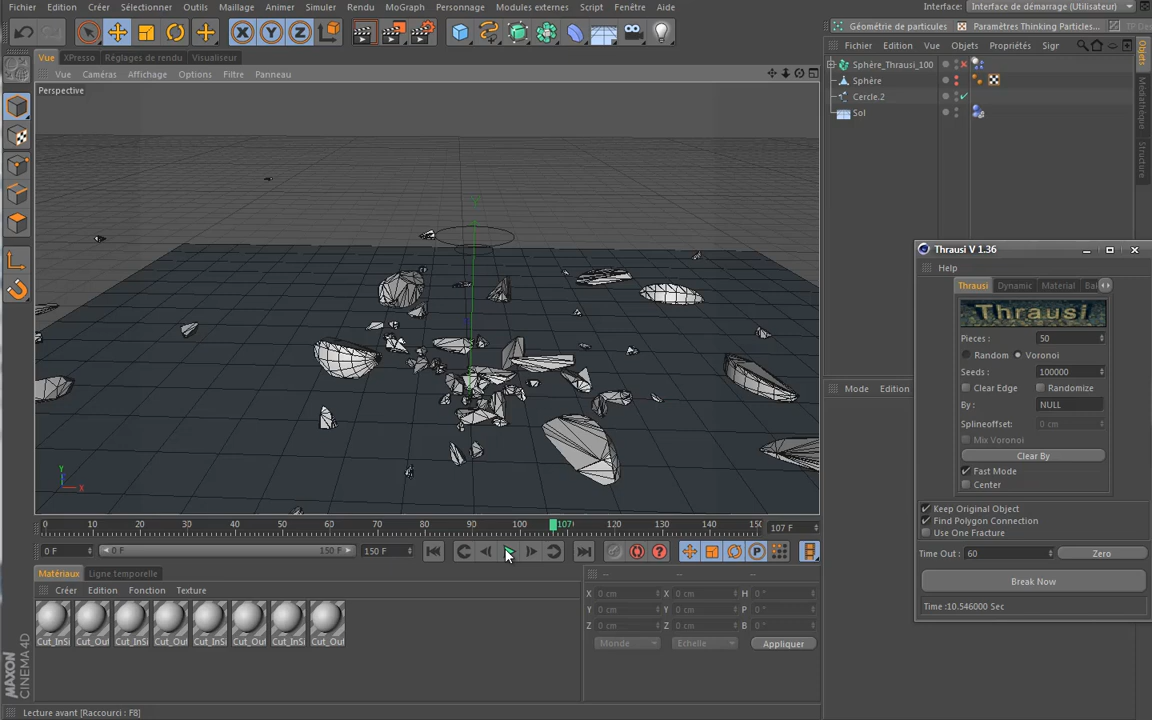 Fichier Edition Créer Sélectionner Outils Maillage Animer Simuler Rendu MoGraph Personnage Modules externes Script Fenêtre Aide Interface: Interface de démarrage (Utilisateur)
Géométrie de particules Paramètres Thinking Particles...
Fichier Edition Vue Objets Propriétés Sigr
Vue XPresso Réglages de rendu Visualiseur
Vue Caméras Affichage Options Filtre Panneau
Perspective
Sphère_Thrausi_100
Sphère
Cercle.2
Sol
Objets
Médiathèque
Structure
Thrausi V 1.36
Help
Thrausi Dynamic Material
Thrausi
Pieces : 50
Random Voronoi
Seeds : 100000
Clear Edge Randomize
By : NULL
Splineoffset: 0 cm
Mix Voronoi
Clear By
Fast Mode
Center
Keep Original Object
Find Polygon Connection
Use One Fracture
Time Out : 60 Zero
Break Now
Time :10.546000 Sec
Mode Edition
Y
X
0 10 20 30 40 50 60 70 80 90 100 107 120 130 140 150 107 F
0 F 0 F 150 F 150 F
Matériaux Ligne temporelle
Créer Edition Fonction Texture
Cut_InSi Cut_Out Cut_InSi Cut_Out Cut_InSi Cut_Out Cut_InSi Cut_Out
-- -- --
X 0 cm X 0 cm H 0 °
Y 0 cm Y 0 cm P 0 °
Z 0 cm Z 0 cm B 0 °
Monde Echelle Appliquer
MAXON CINEMA 4D
Lecture avant [Raccourci : F8]